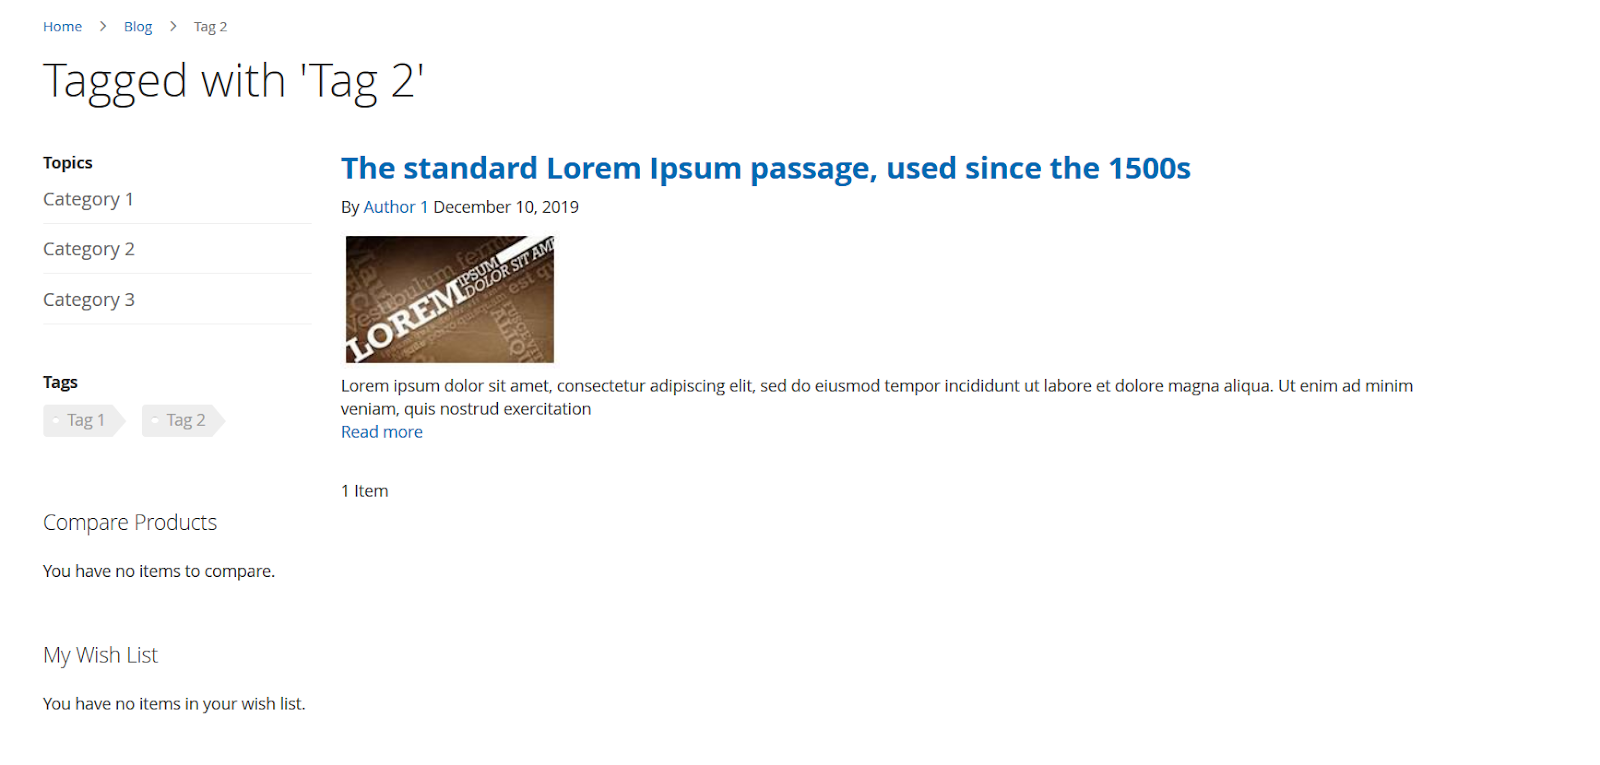 Home > Blog > Tag 2
Tagged with 'Tag 2'
Topics
Category 1
Category 2
Category 3
Tags
Tag 1
Tag 2
Compare Products
You have no items to compare.
My Wish List
You have no items in your wish list.
The standard Lorem Ipsum passage, used since the 1500s
By Author 1 December 10, 2019
LOREM IPSUM
DOLOR SIT AME
Lorem ipsum dolor sit amet, consectetur adipiscing elit, sed do eiusmod tempor incididunt ut labore et dolore magna aliqua. Ut enim ad minim
veniam, quis nostrud exercitation
Read more
1 Item